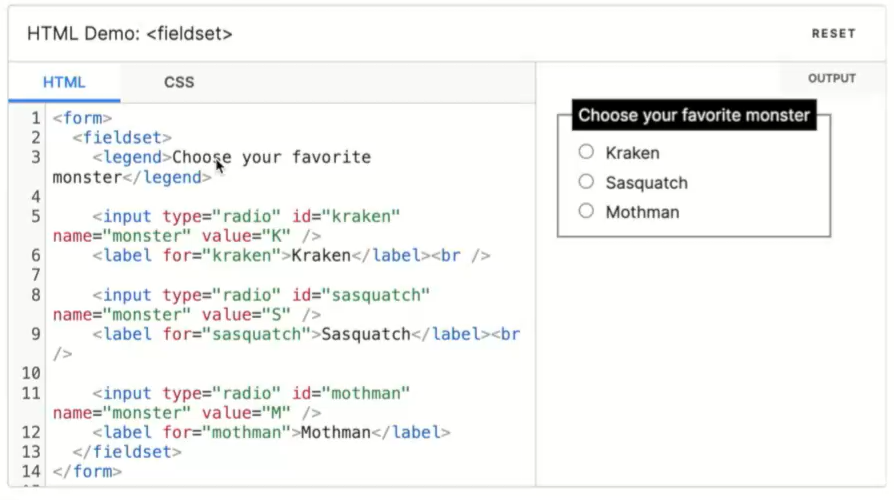 HTML Demo: <fieldset>
RESET
HTML
CSS
1 <form>
2 <fieldset>
3 <legend>Choose your favorite
monster</legend>
4
5 <input type="radio" id="kraken"
name="monster" value="K" />
6 <label for="kraken">Kraken</label><br />
7
8 <input type="radio" id="sasquatch"
name="monster" value="S" />
9 <label for="sasquatch">Sasquatch</label><br
/>
10
11 <input type="radio" id="mothman"
name="monster" value="M" />
12 <label for="mothman">Mothman</label>
13 </fieldset>
14 </form>
OUTPUT
Choose your favorite monster
Kraken
Sasquatch
Mothman